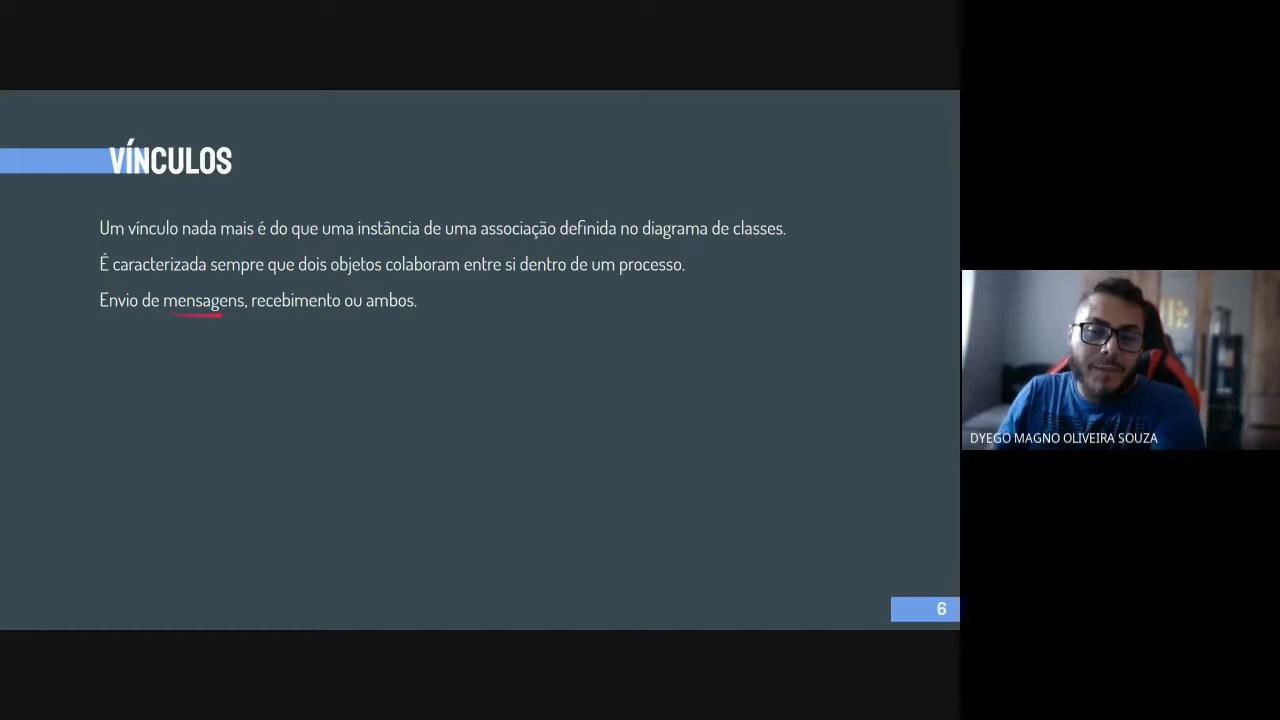 VÍNCULOS
Um vínculo nada mais é do que uma instância de uma associação definida no diagrama de classes.
É caracterizada sempre que dois objetos colaboram entre si dentro de um processo.
Envio de mensagens, recebimento ou ambos.
DYEGO MAGNO OLIVEIRA SOUZA
6